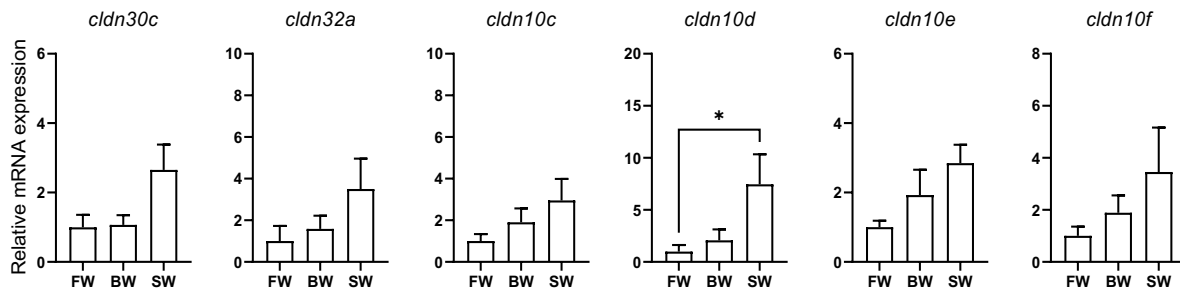 cldn30c cldn32a cldn10c cldn10d cldn10e cldn10f
Relative mRNA expression
6 10 10 20 6 8
8 8
15 6
4 6 6 4
10
4 4 4
2 2 5 2 2
2 2
0 0 0 0 0 0
*
FW BW SW FW BW SW FW BW SW FW BW SW FW BW SW FW BW SW